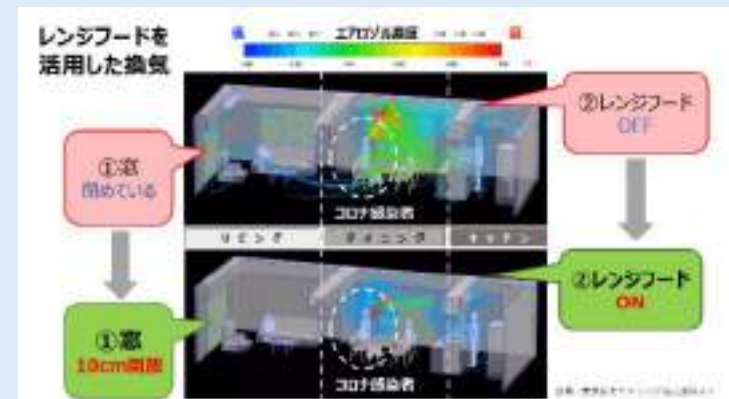 レンジフードを
活用した換気
エアロゾル濃度
①窓
閉めている
②レンジフード
OFF
コロナ感染者
リビング
ダイニング
キッチン
①窓
10cm開放
②レンジフード
ON
コロナ感染者